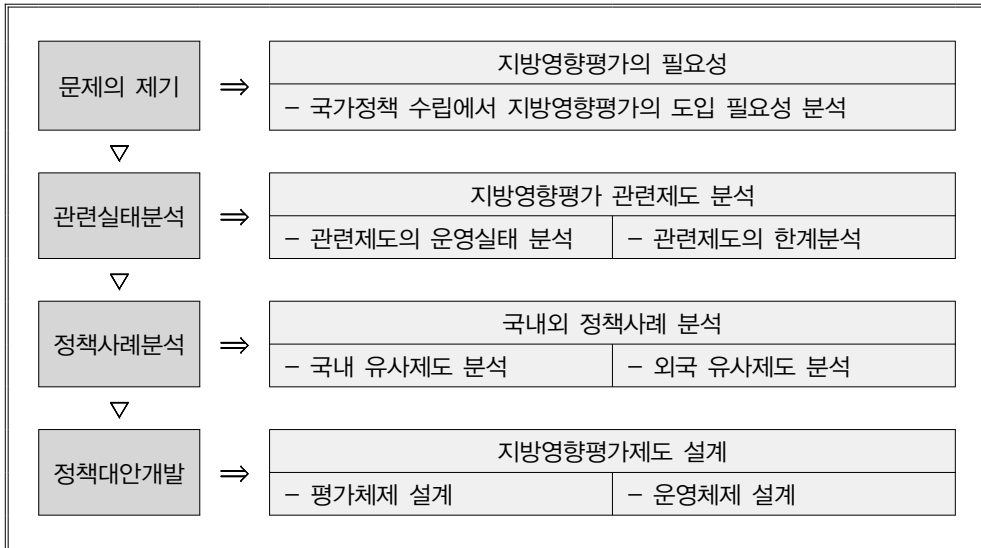 문제의 제기 ⇒ 지방영향평가의 필요성
– 국가정책 수립에서 지방영향평가의 도입 필요성 분석
▽
관련실태분석 ⇒ 지방영향평가 관련제도 분석
– 관련제도의 운영실태 분석 – 관련제도의 한계분석
▽
정책사례분석 ⇒ 국내외 정책사례 분석
– 국내 유사제도 분석 – 외국 유사제도 분석
▽
정책대안개발 ⇒ 지방영향평가제도 설계
– 평가체제 설계 – 운영체제 설계